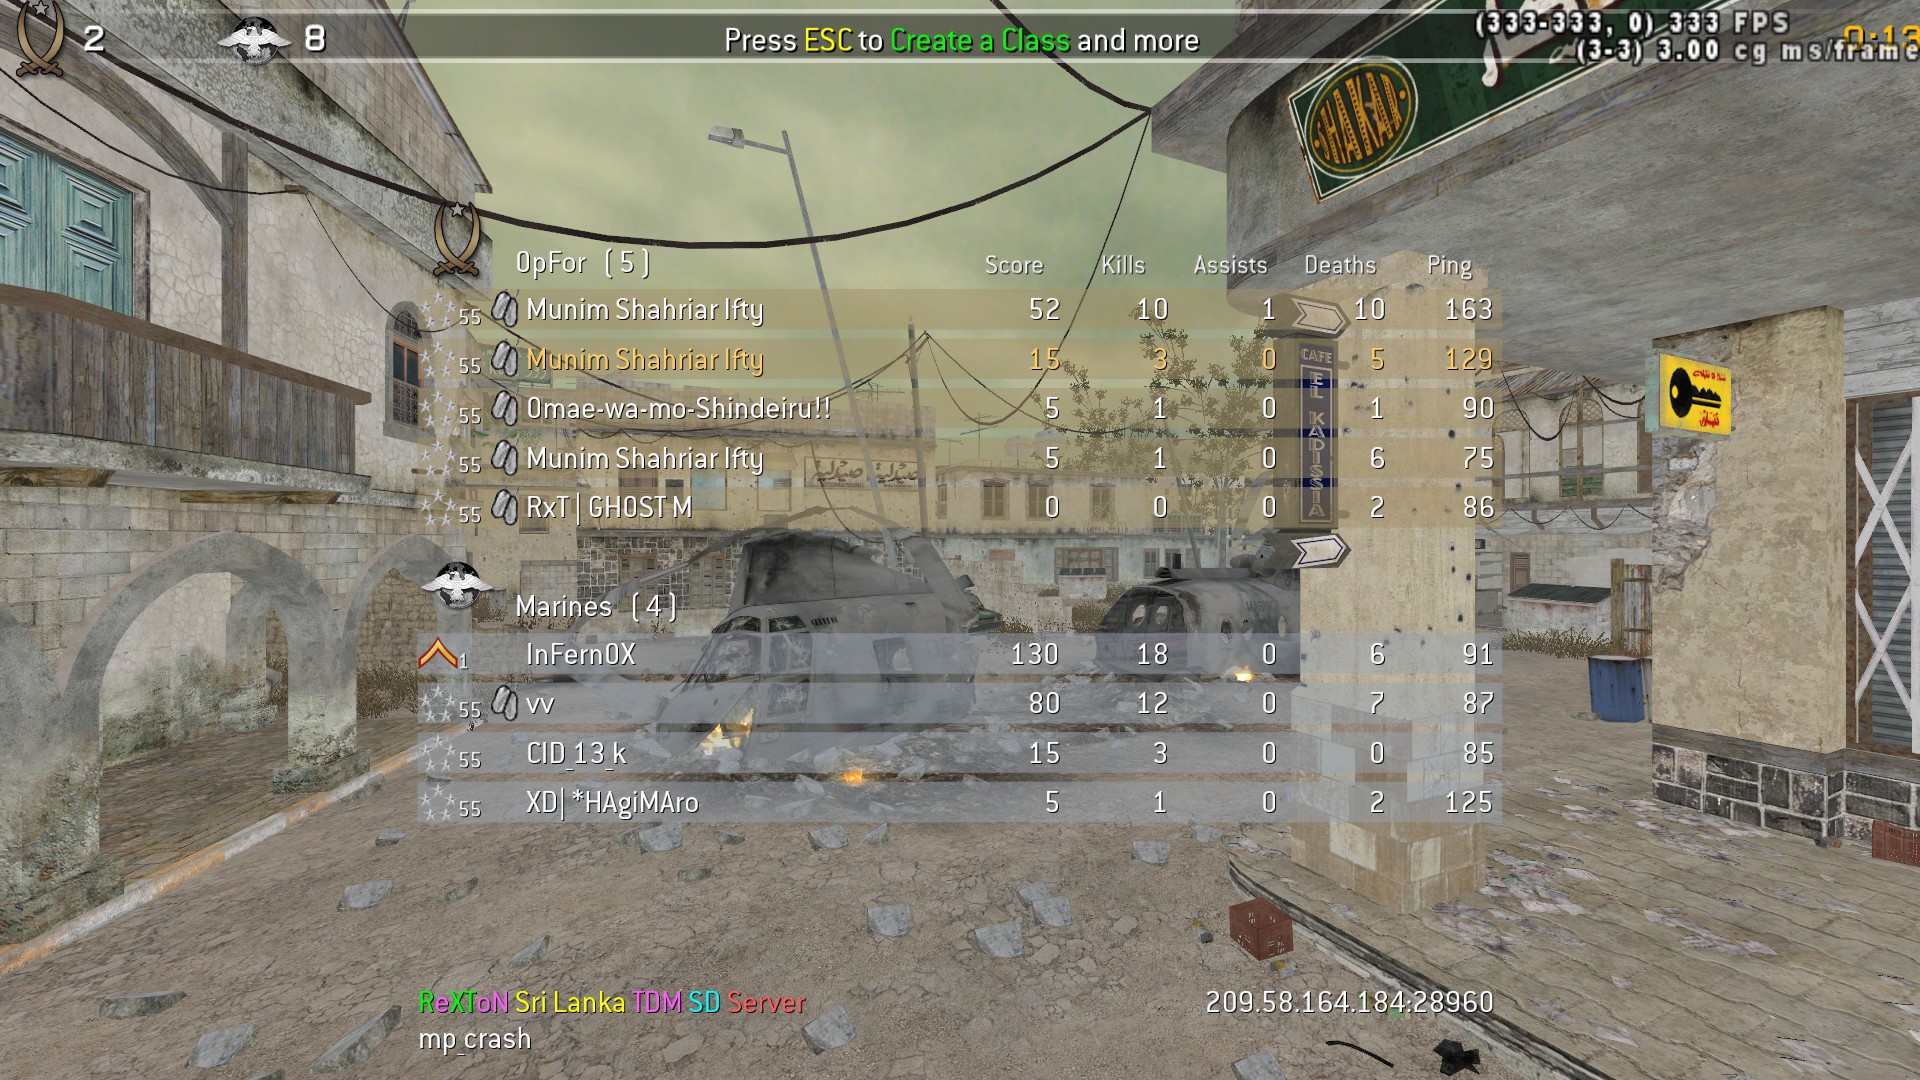 2 8 Press ESC to Create a Class and more (333-333, 0) 333 FPS
(3-3) 3.00 cg ms/frame 0:13
SHAKAR
OpFor (5) Score Kills Assists Deaths Ping
55 Munim Shahriar Ifty 52 10 1 10 163
55 Munim Shahriar Ifty 15 3 0 5 129
55 Omae-wa-mo-Shindeiru!! 5 1 0 1 90
55 Munim Shahriar Ifty 5 1 0 6 75
55 RxT| GHOST M 0 0 0 2 86
CAFE
EL KADISSIA
صيدلية صيدلية
Marines (4)
1 InFernOX 130 18 0 6 91
55 vv 80 12 0 7 87
55 CID_13_k 15 3 0 0 85
55 XD| *HAgiMAro 5 1 0 2 125
ReXToN Sri Lanka TDM SD Server 209.58.164.184:28960
mp_crash